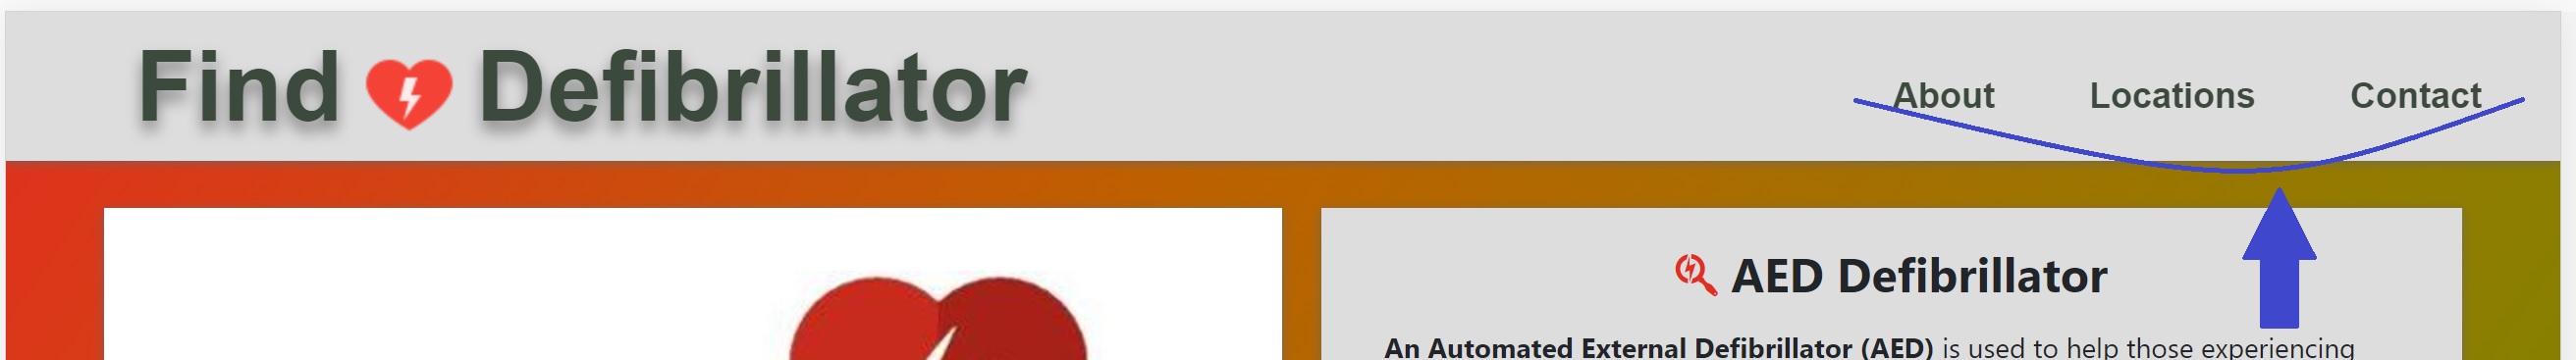 Find Defibrillator
About Locations Contact
AED Defibrillator
An Automated External Defibrillator (AED) is used to help those experiencing